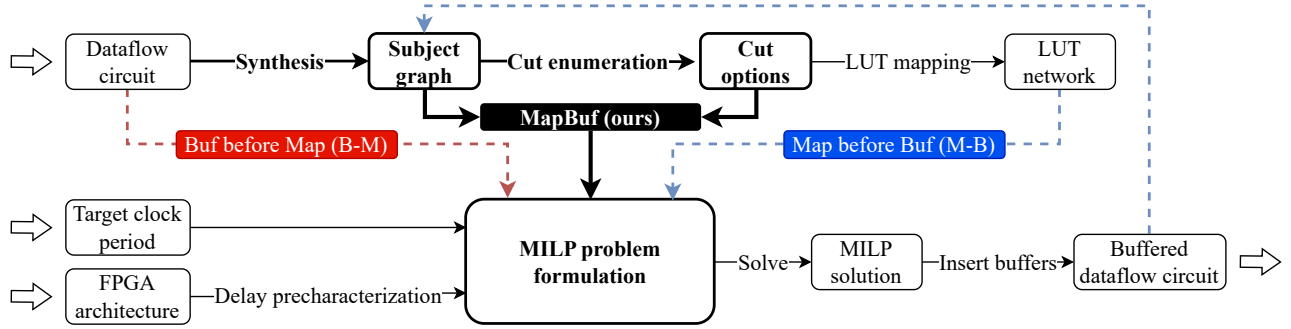 Dataflow
circuit
Synthesis
Subject
graph
Cut enumeration
Cut
options
LUT mapping
LUT
network
MapBuf (ours)
Buf before Map (B-M)
Map before Buf (M-B)
Target clock
period
FPGA
architecture
Delay precharacterization
MILP problem
formulation
Solve
MILP
solution
Insert buffers
Buffered
dataflow circuit